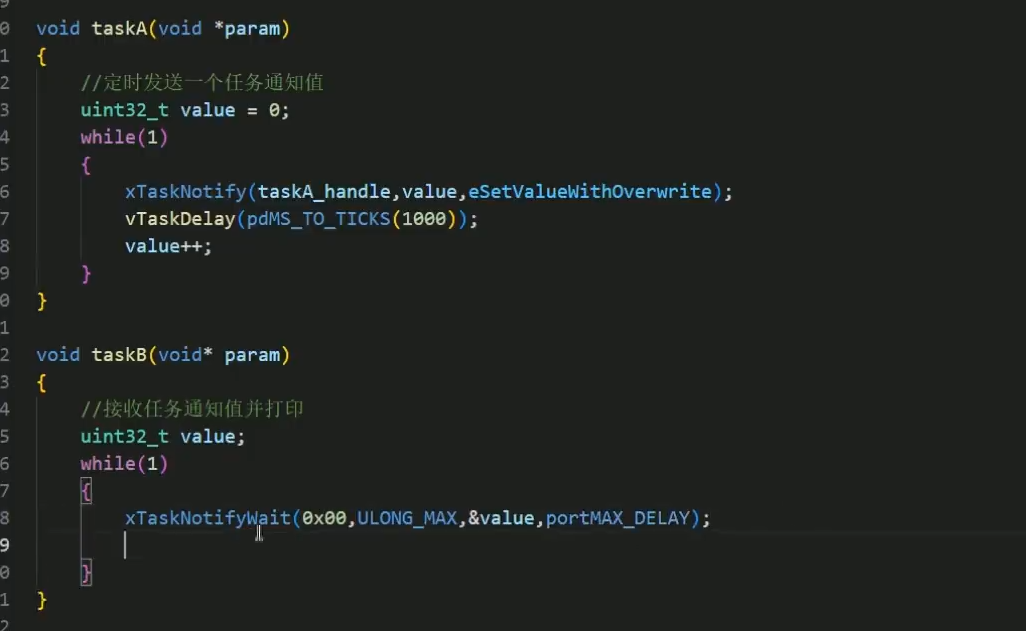 9
0 void taskA(void *param)
1 {
2 //定时发送一个任务通知值
3 uint32_t value = 0;
4 while(1)
5 {
6 xTaskNotify(taskA_handle,value,eSetValueWithOverwrite);
7 vTaskDelay(pdMS_TO_TICKS(1000));
8 value++;
9 }
0 }
1
2 void taskB(void* param)
3 {
4 //接收任务通知值并打印
5 uint32_t value;
6 while(1)
7 {
8 xTaskNotifyWait(0x00,ULONG_MAX,&value,portMAX_DELAY);
9
0 }
1 }
2